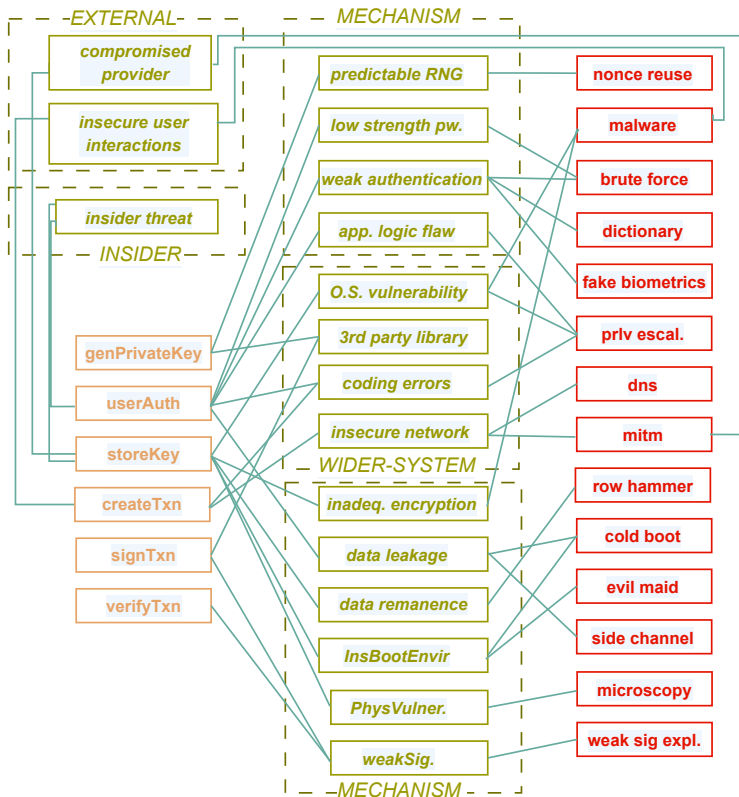 EXTERNAL
compromised
provider
insecure user
interactions
insider threat
INSIDER
genPrivateKey
userAuth
storeKey
createTxn
signTxn
verifyTxn
MECHANISM
predictable RNG
low strength pw.
weak authentication
app. logic flaw
O.S. vulnerability
3rd party library
coding errors
insecure network
WIDER-SYSTEM
inadeq. encryption
data leakage
data remanence
InsBootEnvir
PhysVulner.
weakSig.
MECHANISM
nonce reuse
malware
brute force
dictionary
fake biometrics
prlv escal.
dns
mitm
row hammer
cold boot
evil maid
side channel
microscopy
weak sig expl.